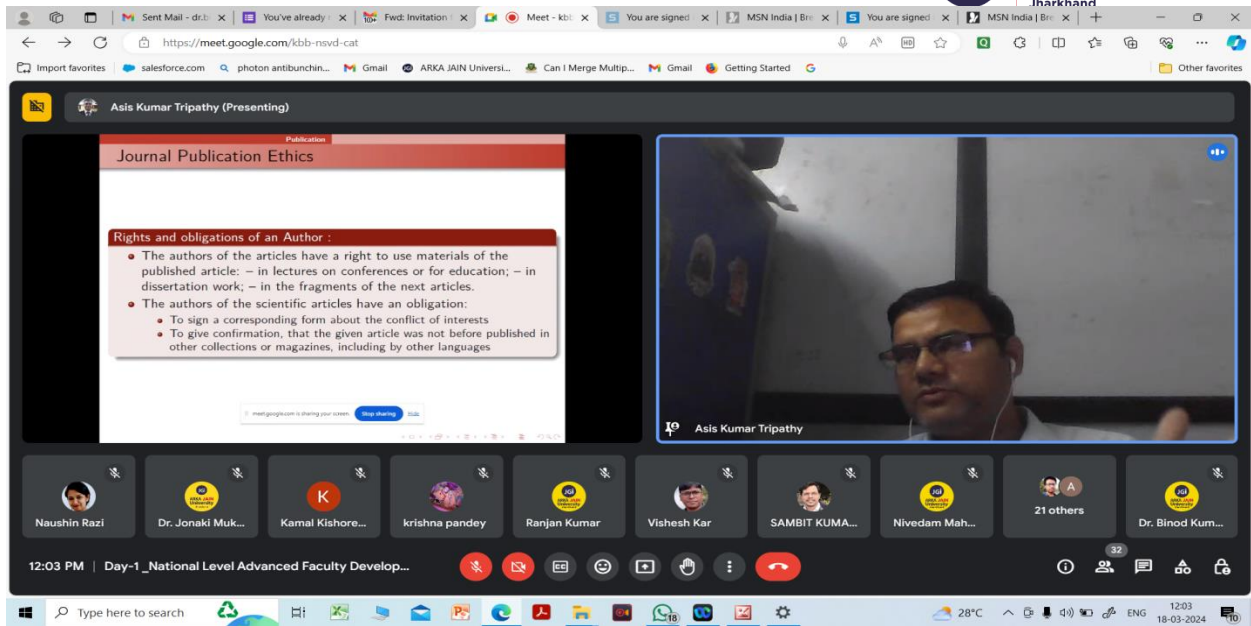 Jharkhand
Sent Mail - dr.b
You've already r
Fwd: Invitation f
Meet - kbb
You are signed
MSN India | Bre
You are signed
MSN India | Bre
https://meet.google.com/kbb-nsvd-cat
Import favorites
salesforce.com
photon antibunchin...
Gmail
ARKA JAIN Universi...
Can I Merge Multip...
Gmail
Getting Started
Other favorites
Asis Kumar Tripathy (Presenting)
Publication
Journal Publication Ethics
Rights and obligations of an Author :
The authors of the articles have a right to use materials of the
published article: – in lectures on conferences or for education; – in
dissertation work; – in the fragments of the next articles.
The authors of the scientific articles have an obligation:
To sign a corresponding form about the conflict of interests
To give confirmation, that the given article was not before published in
other collections or magazines, including by other languages
meet.google.com is sharing your screen. Stop sharing Hide
Asis Kumar Tripathy
Naushin Razi
Dr. Jonaki Muk...
K
Kamal Kishore...
krishna pandey
Ranjan Kumar
Vishesh Kar
SAMBIT KUMA...
Nivedam Mah...
A
21 others
Dr. Binod Kum...
12:03 PM | Day-1 _National Level Advanced Faculty Develop...
32
Type here to search
18
28°C
ENG
12:03
18-03-2024